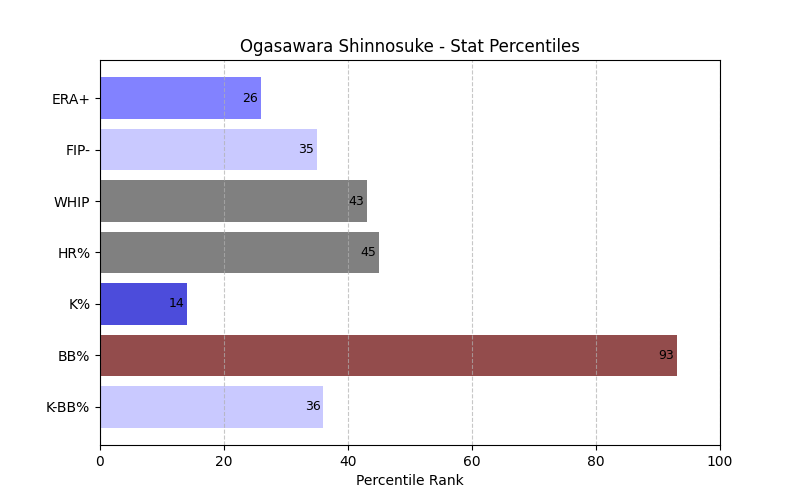 Ogasawara Shinnosuke - Stat Percentiles
ERA+ 26
FIP- 35
WHIP 43
HR% 45
K% 14
BB% 93
K-BB% 36
0 20 40 60 80 100
Percentile Rank